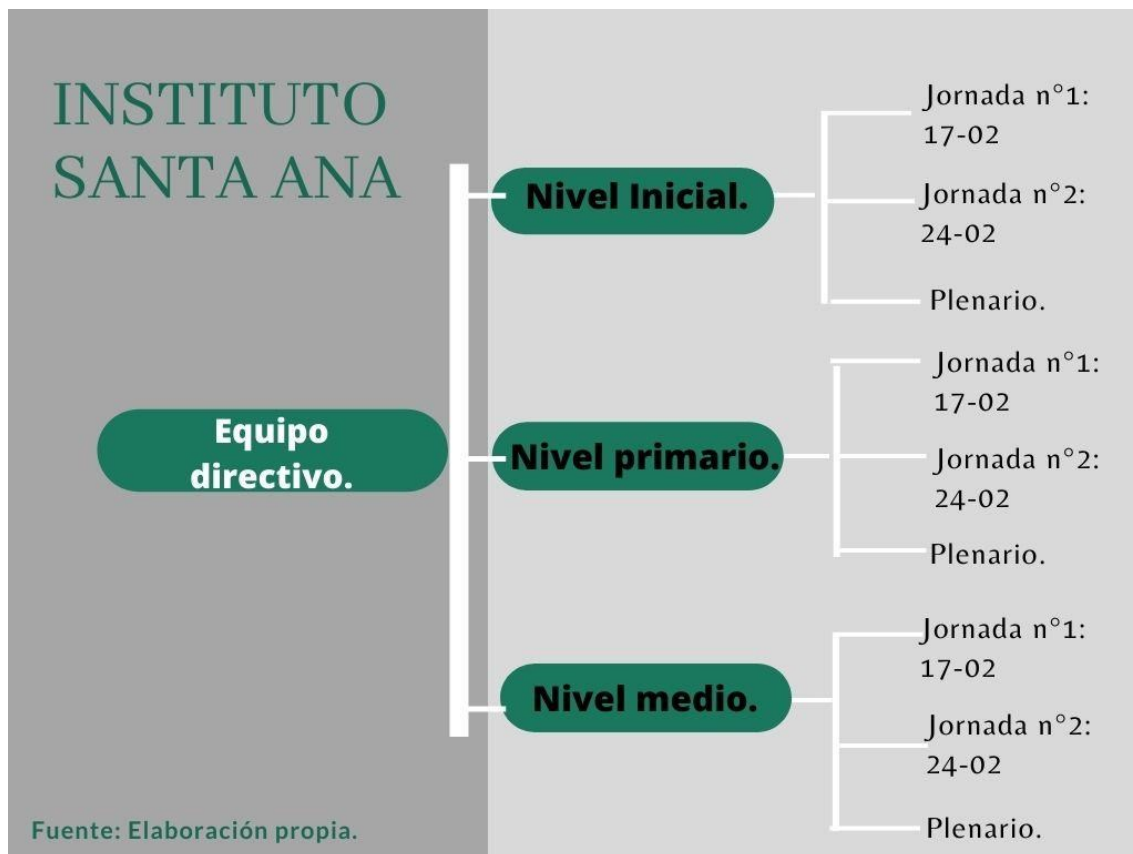 INSTITUTO
SANTA ANA
Equipo
directivo.
Nivel Inicial.
Jornada n°1:
17-02
Jornada n°2:
24-02
Plenario.
Nivel primario.
Jornada n°1:
17-02
Jornada n°2:
24-02
Plenario.
Nivel medio.
Jornada n°1:
17-02
Jornada n°2:
24-02
Plenario.
Fuente: Elaboración propia.